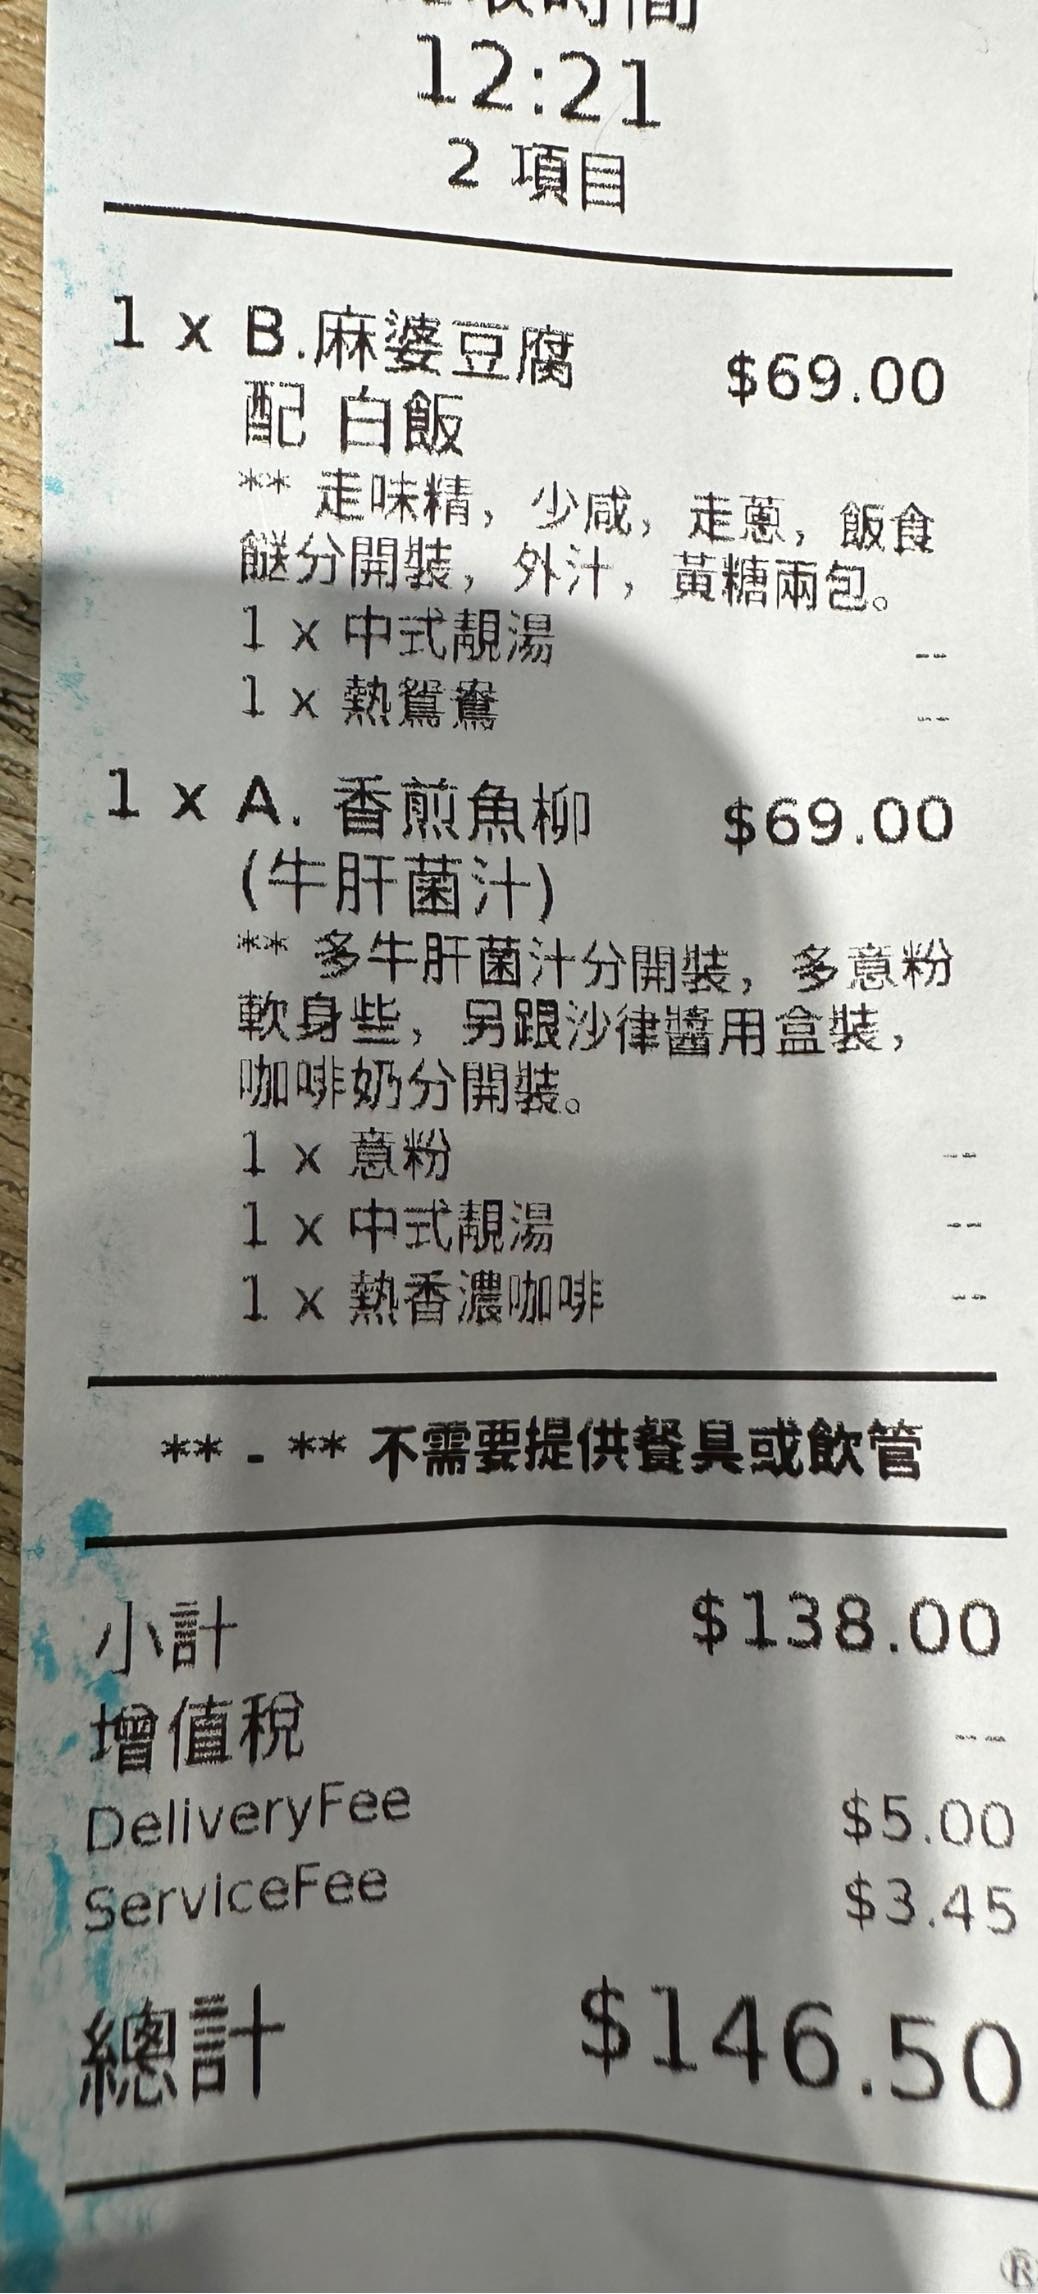 取時間
12:21
2 項目
1 x B.麻婆豆腐 $69.00
配 白飯
** 走味精，少咸，走蔥，飯食
餸分開裝，外汁，黃糖兩包。
1 x 中式靚湯 --
1 x 熱鴛鴦 --
1 x A. 香煎魚柳 $69.00
(牛肝菌汁)
** 多牛肝菌汁分開裝，多意粉
軟身些，另跟沙律醬用盒裝，
咖啡奶分開裝。
1 x 意粉 --
1 x 中式靚湯 --
1 x 熱香濃咖啡 --
** - ** 不需要提供餐具或飲管
小計 $138.00
增值稅 --
DeliveryFee $5.00
ServiceFee $3.45
總計 $146.50